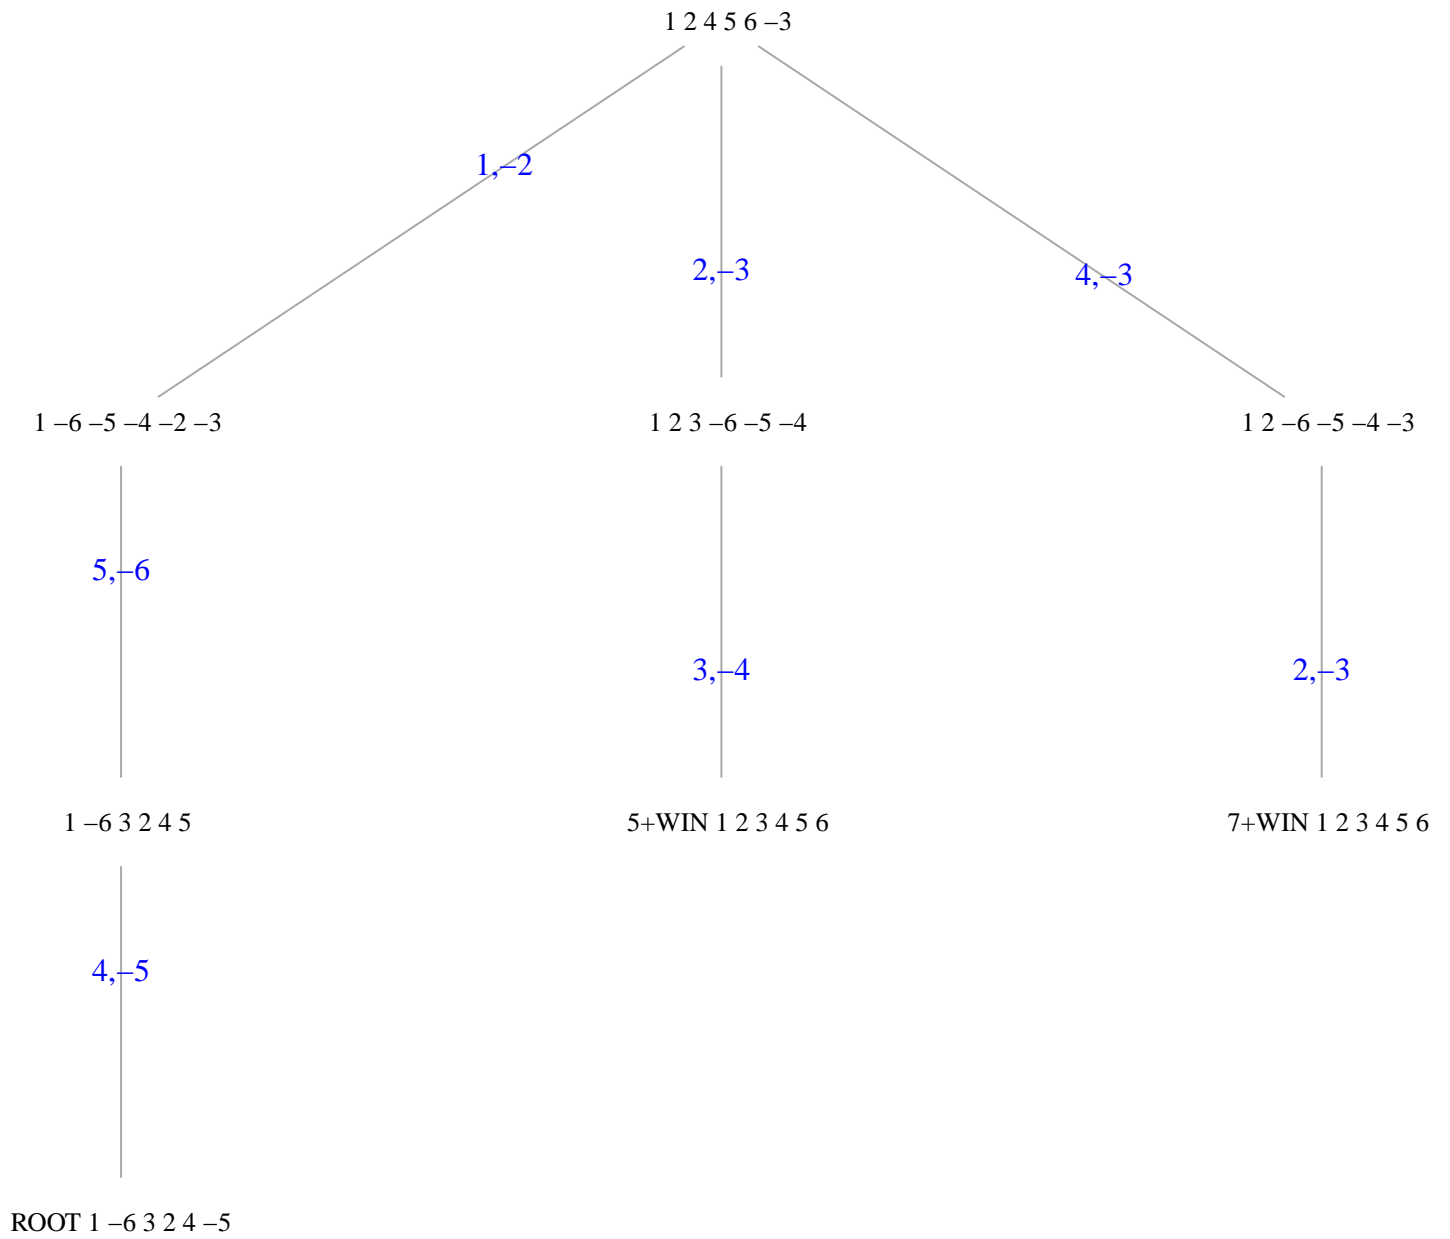 1 2 4 5 6 –3
1,–2
2,–3
4,–3
1 –6 –5 –4 –2 –3
1 2 3 –6 –5 –4
1 2 –6 –5 –4 –3
5,–6
3,–4
2,–3
1 –6 3 2 4 5
5+WIN 1 2 3 4 5 6
7+WIN 1 2 3 4 5 6
4,–5
ROOT 1 –6 3 2 4 –5